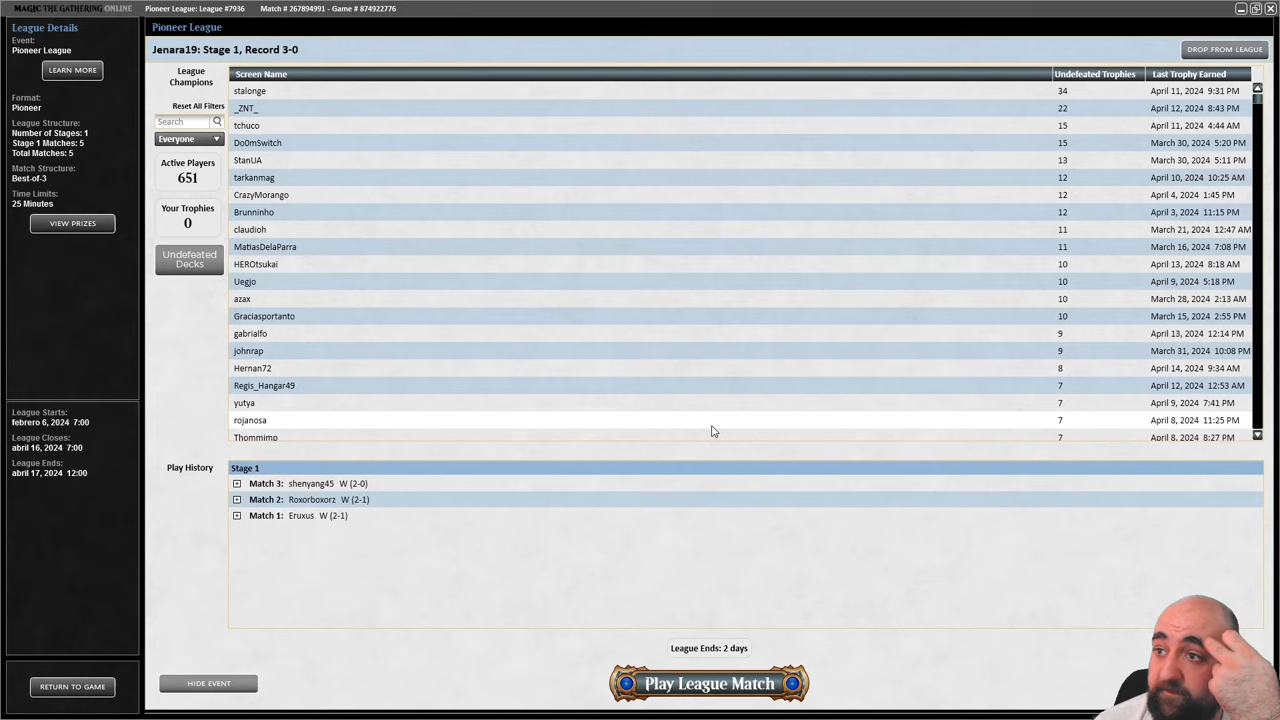 MAGIC THE GATHERING ONLINE
Pioneer League: League #7936
Match # 267894991 - Game # 874922776
League Details
Event:
Pioneer League
LEARN MORE
Format:
Pioneer
League Structure:
Number of Stages: 1
Stage 1 Matches: 5
Total Matches: 5
Match Structure:
Best-of-3
Time Limits:
25 Minutes
VIEW PRIZES
League Starts:
febrero 6, 2024 7:00
League Closes:
abril 16, 2024 7:00
League Ends:
abril 17, 2024 12:00
RETURN TO GAME
Pioneer League
Jenara19: Stage 1, Record 3-0
DROP FROM LEAGUE
League
Champions
Reset All Filters
Search
Everyone
Active Players
651
Your Trophies
0
Undefeated
Decks
Screen Name Undefeated Trophies Last Trophy Earned
stalonge 34 April 11, 2024 9:31 PM
_ZNT_ 22 April 12, 2024 8:43 PM
tchuco 15 April 11, 2024 4:44 AM
Do0mSwitch 15 March 30, 2024 5:20 PM
StanUA 13 March 30, 2024 5:11 PM
tarkanmag 12 April 10, 2024 10:25 AM
CrazyMorango 12 April 4, 2024 1:45 PM
Brunninho 12 April 3, 2024 11:15 PM
claudioh 11 March 21, 2024 12:47 AM
MatiasDelaParra 11 March 16, 2024 7:08 PM
HEROtsukai 10 April 13, 2024 8:18 AM
Uegjo 10 April 9, 2024 5:18 PM
azax 10 March 28, 2024 2:13 AM
Graciasportanto 10 March 15, 2024 2:55 PM
gabrialfo 9 April 13, 2024 12:14 PM
johnrap 9 March 31, 2024 10:08 PM
Hernan72 8 April 14, 2024 9:34 AM
Regis_Hangar49 7 April 12, 2024 12:53 AM
yutya 7 April 9, 2024 7:41 PM
rojanosa 7 April 8, 2024 11:25 PM
Thommimp 7 April 8, 2024 8:27 PM
Play History
Stage 1
Match 3: shenyang45 W (2-0)
Match 2: Roxorboxorz W (2-1)
Match 1: Eruxus W (2-1)
League Ends: 2 days
HIDE EVENT
Play League Match